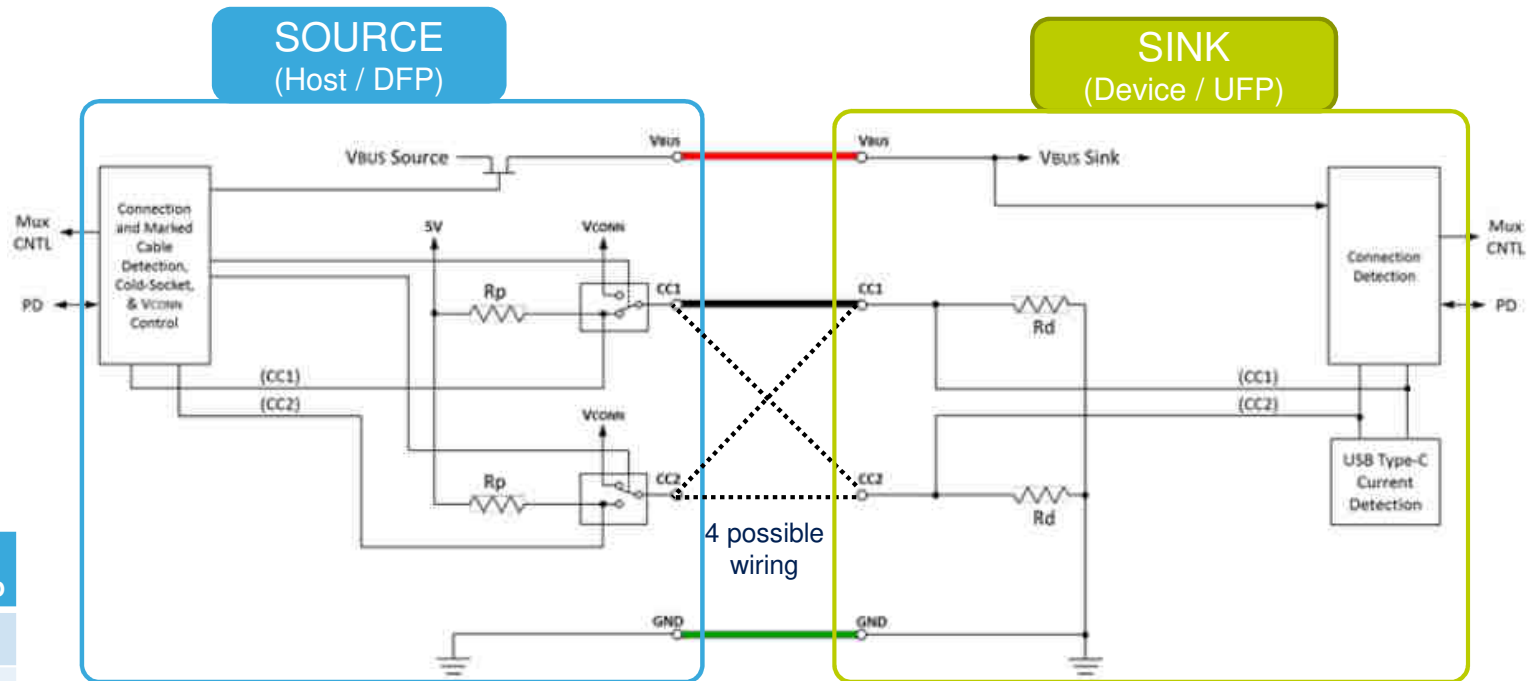 SOURCE
(Host / DFP)
SINK
(Device / UFP)
VBUS
VBUS
VBUS Source
VBUS Sink
Connection
and Marked
Cable
Detection,
Cold-Socket,
& VCONN
Control
Mux
CNTL
PD
5V
VCONN
Rp
CC1
CC1
Rd
Connection
Detection
Mux
CNTL
PD
(CC1)
(CC2)
(CC1)
(CC2)
VCONN
Rp
CC2
CC2
Rd
USB Type-C
Current
Detection
4 possible
wiring
GND
GND